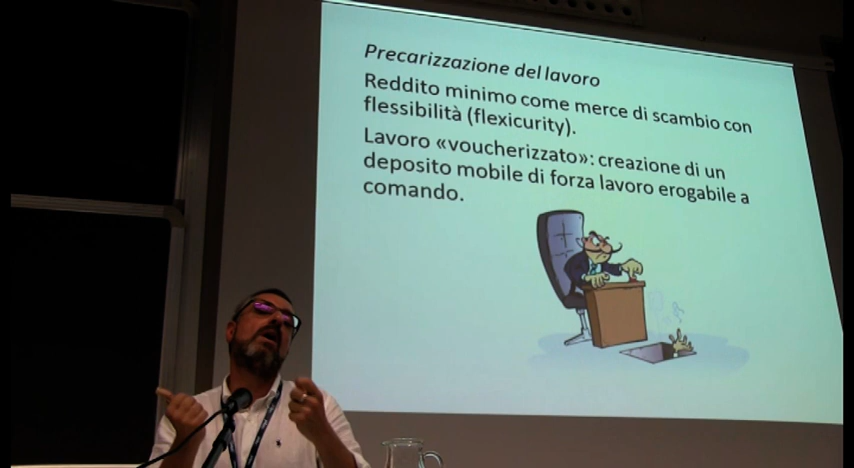 Precarizzazione del lavoro
Reddito minimo come merce di scambio con
flessibilità (flexicurity).
Lavoro «voucherizzato»: creazione di un
deposito mobile di forza lavoro erogabile a
comando.